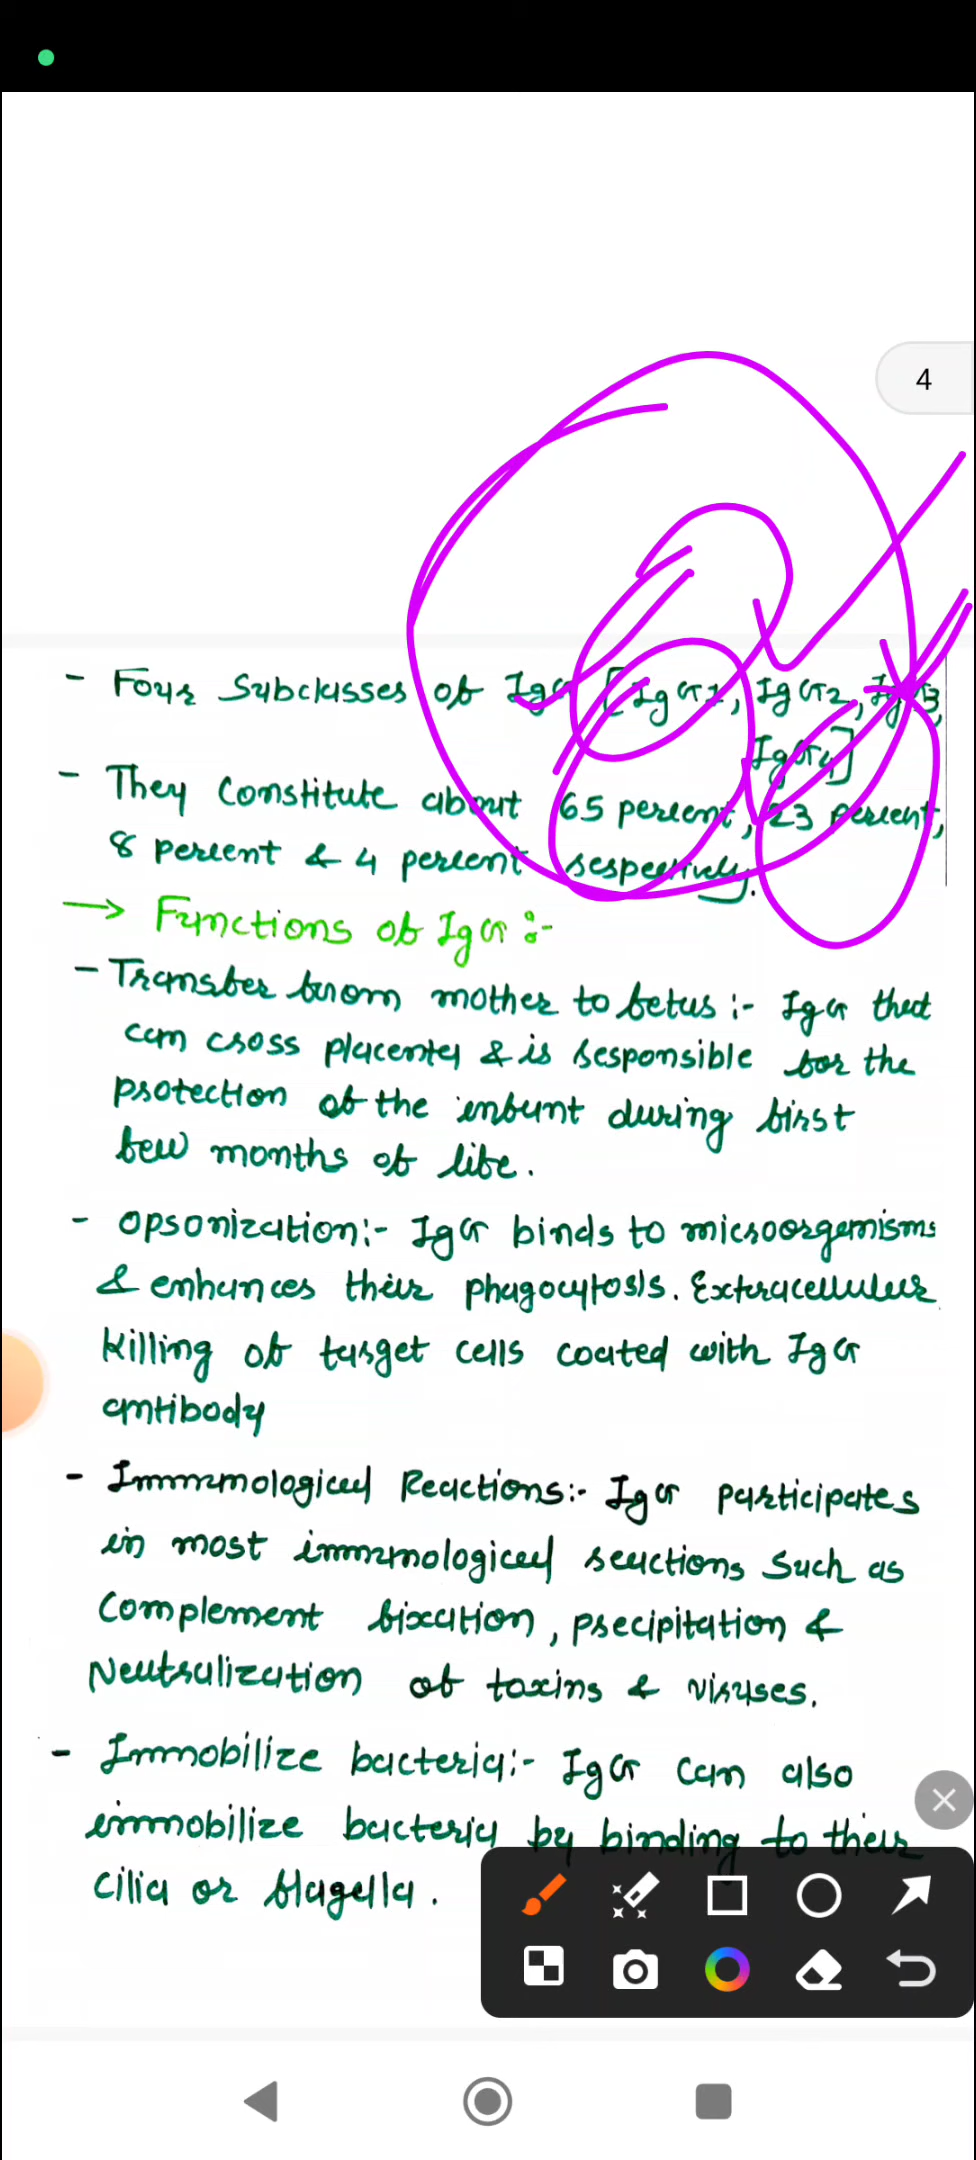 4
- Four Subclasses of IgG [IgG1, IgG2, IgG3,
IgG4]
- They Constitute about 65 percent, 23 percent,
8 percent & 4 percent respectively.
→ Functions of IgG :-
- Transfer from mother to fetus :- IgG that
can cross placenta & is responsible for the
protection of the infant during first
few months of life.
- Opsonization:- IgG binds to microorganisms
& enhances their phagocytosis. Extracellular
killing of target cells coated with IgG
antibody
- Immunological Reactions:- IgG participates
in most immunological reactions Such as
Complement fixation, precipitation &
Neutralization of toxins & viruses.
- Immobilize bacteria:- IgG can also
immobilize bacteria by binding to their
cilia or flagella.